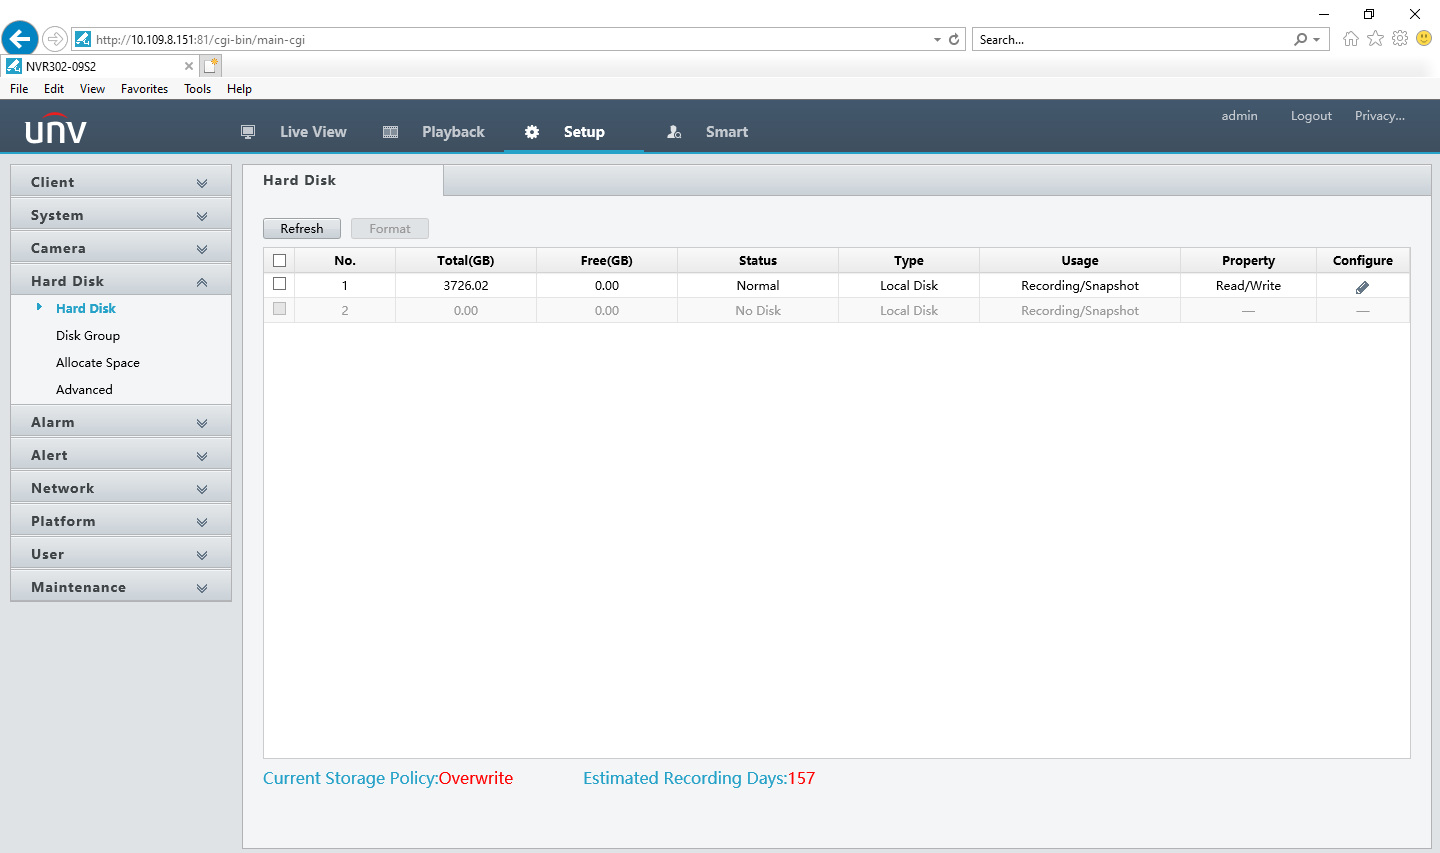 http://10.109.8.151:81/cgi-bin/main-cgi
Search...
NVR302-09S2
File Edit View Favorites Tools Help
unv
Live View
Playback
Setup
Smart
admin
Logout
Privacy...
Client
System
Camera
Hard Disk
Hard Disk
Disk Group
Allocate Space
Advanced
Alarm
Alert
Network
Platform
User
Maintenance
Hard Disk
Refresh Format
No. Total(GB) Free(GB) Status Type Usage Property Configure
1 3726.02 0.00 Normal Local Disk Recording/Snapshot Read/Write
2 0.00 0.00 No Disk Local Disk Recording/Snapshot — —
Current Storage Policy:Overwrite Estimated Recording Days:157